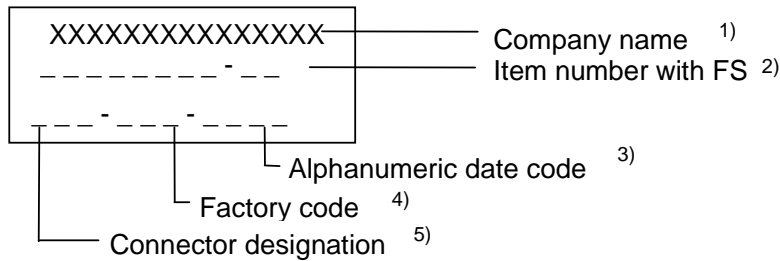 XXXXXXXXXXXXXXX Company name 1)
_ _ _ _ _ _ _ _ _ - _ _ Item number with FS 2)
_ _ _ - _ _ _ - _ _ _ _
Alphanumeric date code 3)
Factory code 4)
Connector designation 5)